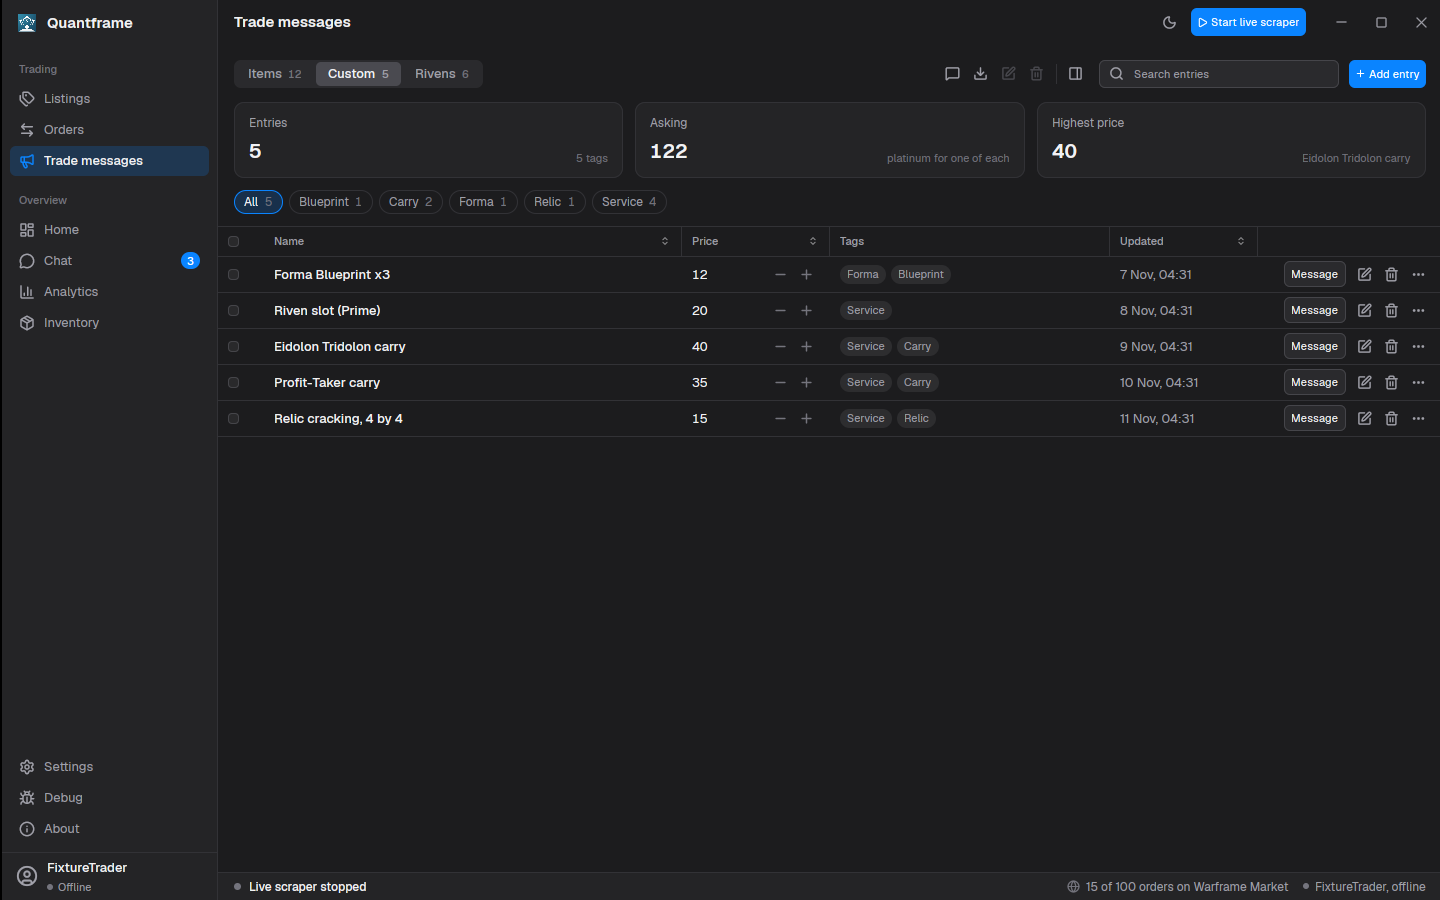 Quantframe
Trade messages
Start live scraper
Trading
Listings
Orders
Trade messages
Overview
Home
Chat 3
Analytics
Inventory
Settings
Debug
About
FixtureTrader
Offline
Items 12 Custom 5 Rivens 6
Search entries
+ Add entry
Entries
5
5 tags
Asking
122
platinum for one of each
Highest price
40
Eidolon Tridolon carry
All 5 Blueprint 1 Carry 2 Forma 1 Relic 1 Service 4
Name Price Tags Updated
Forma Blueprint x3 12 Forma Blueprint 7 Nov, 04:31 Message
Riven slot (Prime) 20 Service 8 Nov, 04:31 Message
Eidolon Tridolon carry 40 Service Carry 9 Nov, 04:31 Message
Profit-Taker carry 35 Service Carry 10 Nov, 04:31 Message
Relic cracking, 4 by 4 15 Service Relic 11 Nov, 04:31 Message
Live scraper stopped
15 of 100 orders on Warframe Market
FixtureTrader, offline